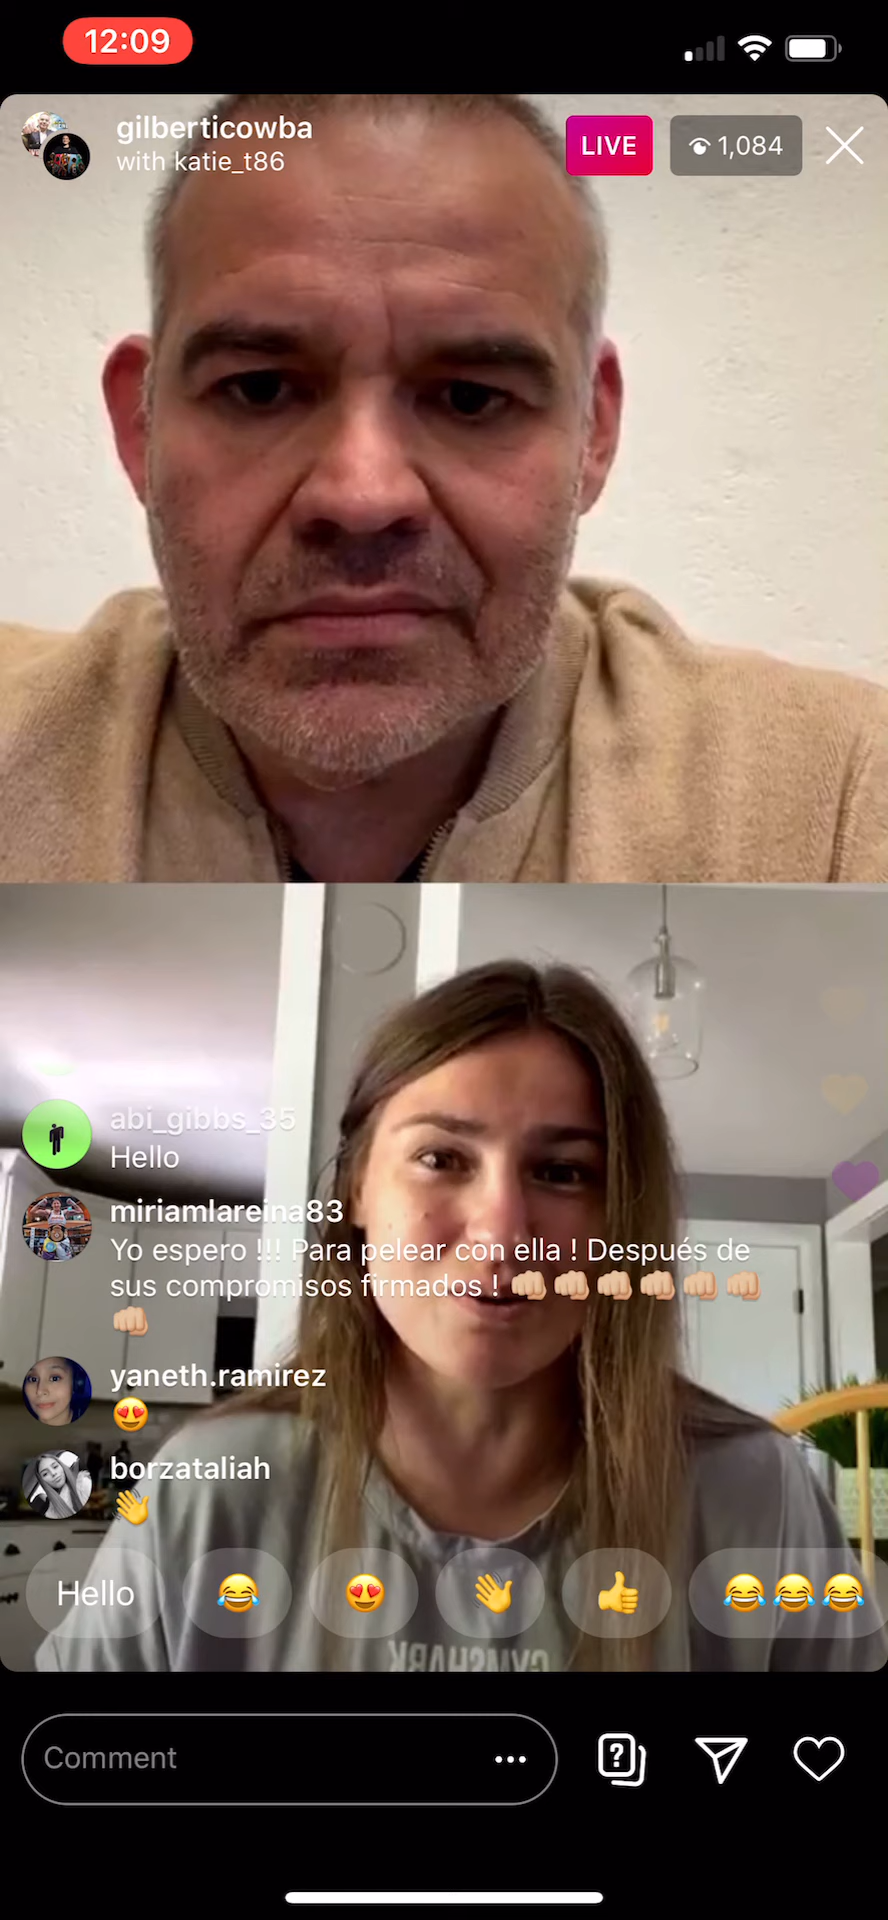 12:09
gilberticowba
with katie_t86
LIVE
1,084
abi_gibbs_35
Hello
miriamlareina83
Yo espero !!! Para pelear con ella ! Después de
sus compromisos firmados ! 👊🏻👊🏻👊🏻👊🏻👊🏻👊🏻
👊🏻
yaneth.ramirez
😍
borzataliah
👋
Hello 😂 😍 👋 👍 😂😂😂
GYMSHARK
Comment